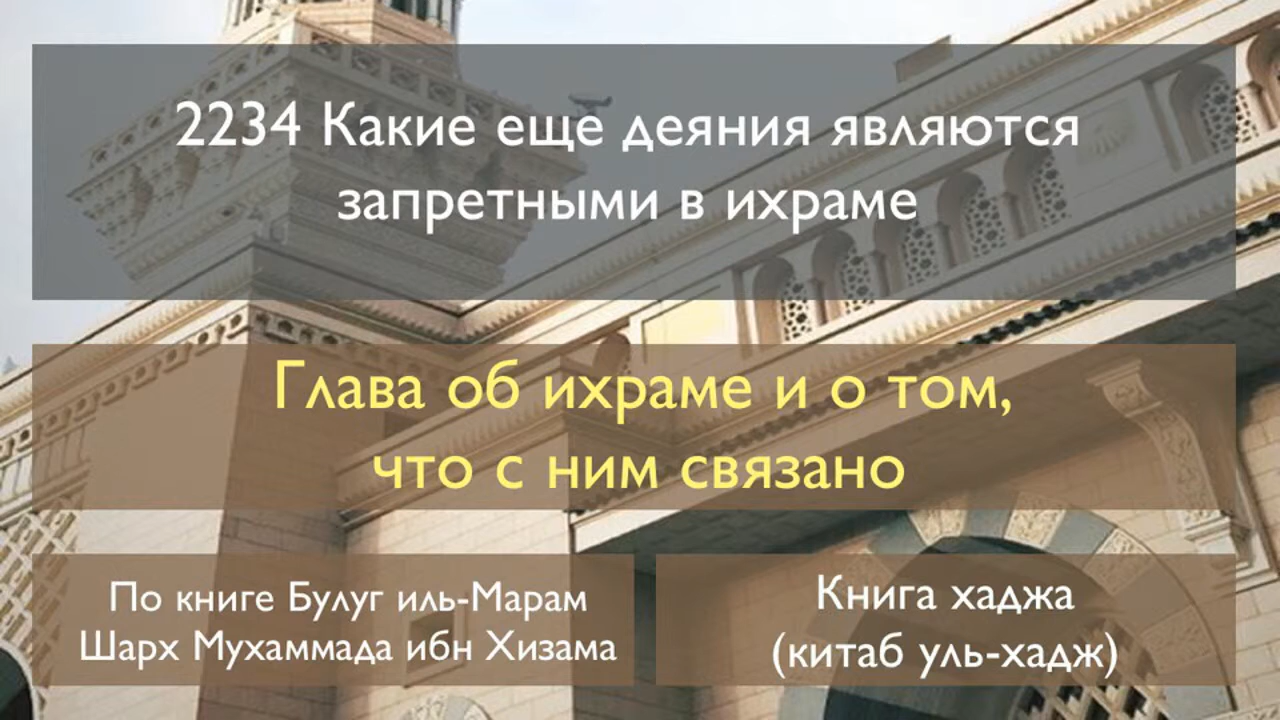 2234 Какие еще деяния являются
запретными в ихраме
Глава об ихраме и о том,
что с ним связано
По книге Булуг иль-Марам
Шарх Мухаммада ибн Хизама
Книга хаджа
(китаб уль-хадж)